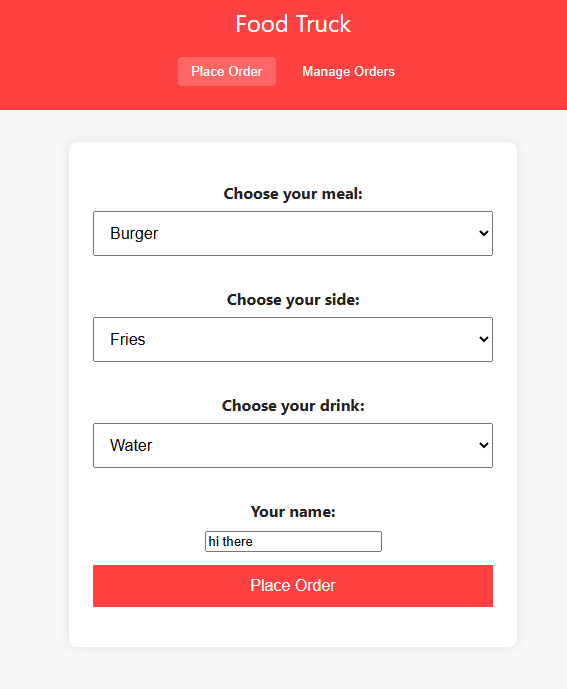 Food Truck
Place Order Manage Orders
Choose your meal:
Burger
Choose your side:
Fries
Choose your drink:
Water
Your name:
hi there
Place Order